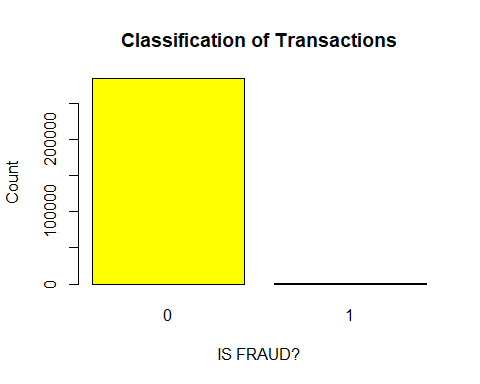 Classification of Transactions
Count
200000
100000
0
0 1
IS FRAUD?